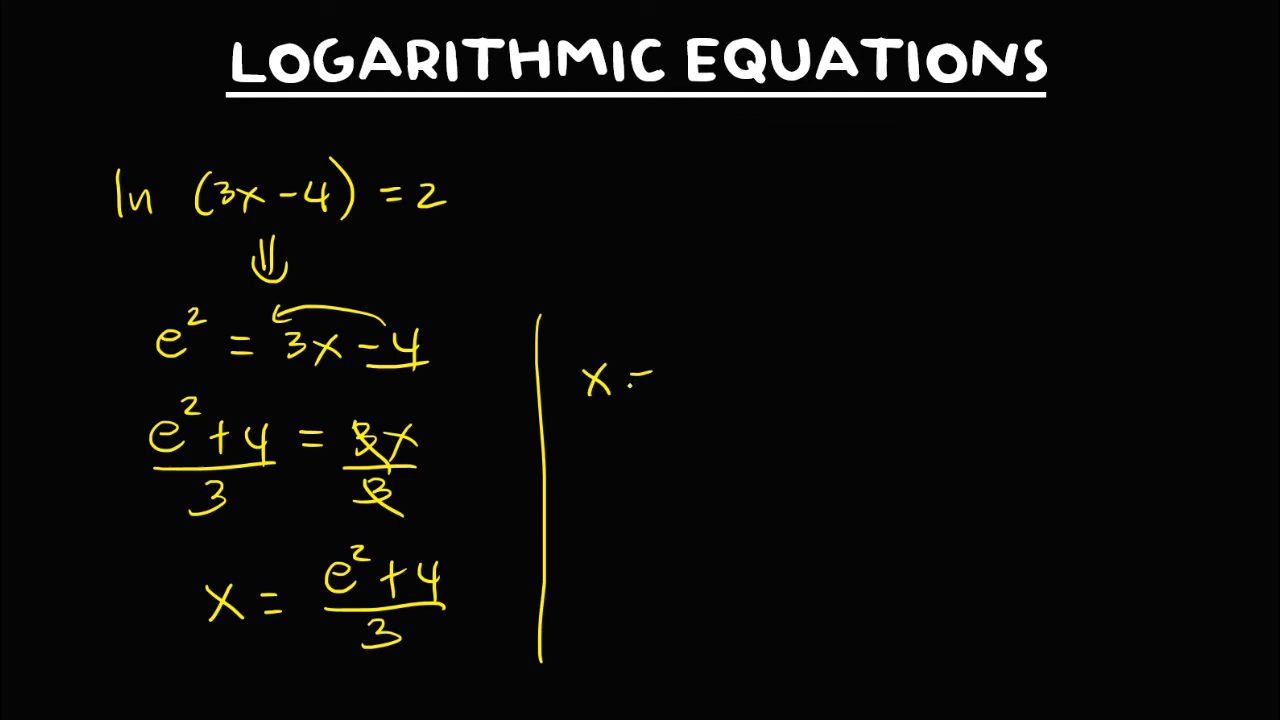 LOGARITHMIC EQUATIONS
ln (3x - 4) = 2
⇓
e² = 3x - 4
(e² + 4)/3 = 3x/3
x = (e² + 4)/3
x =